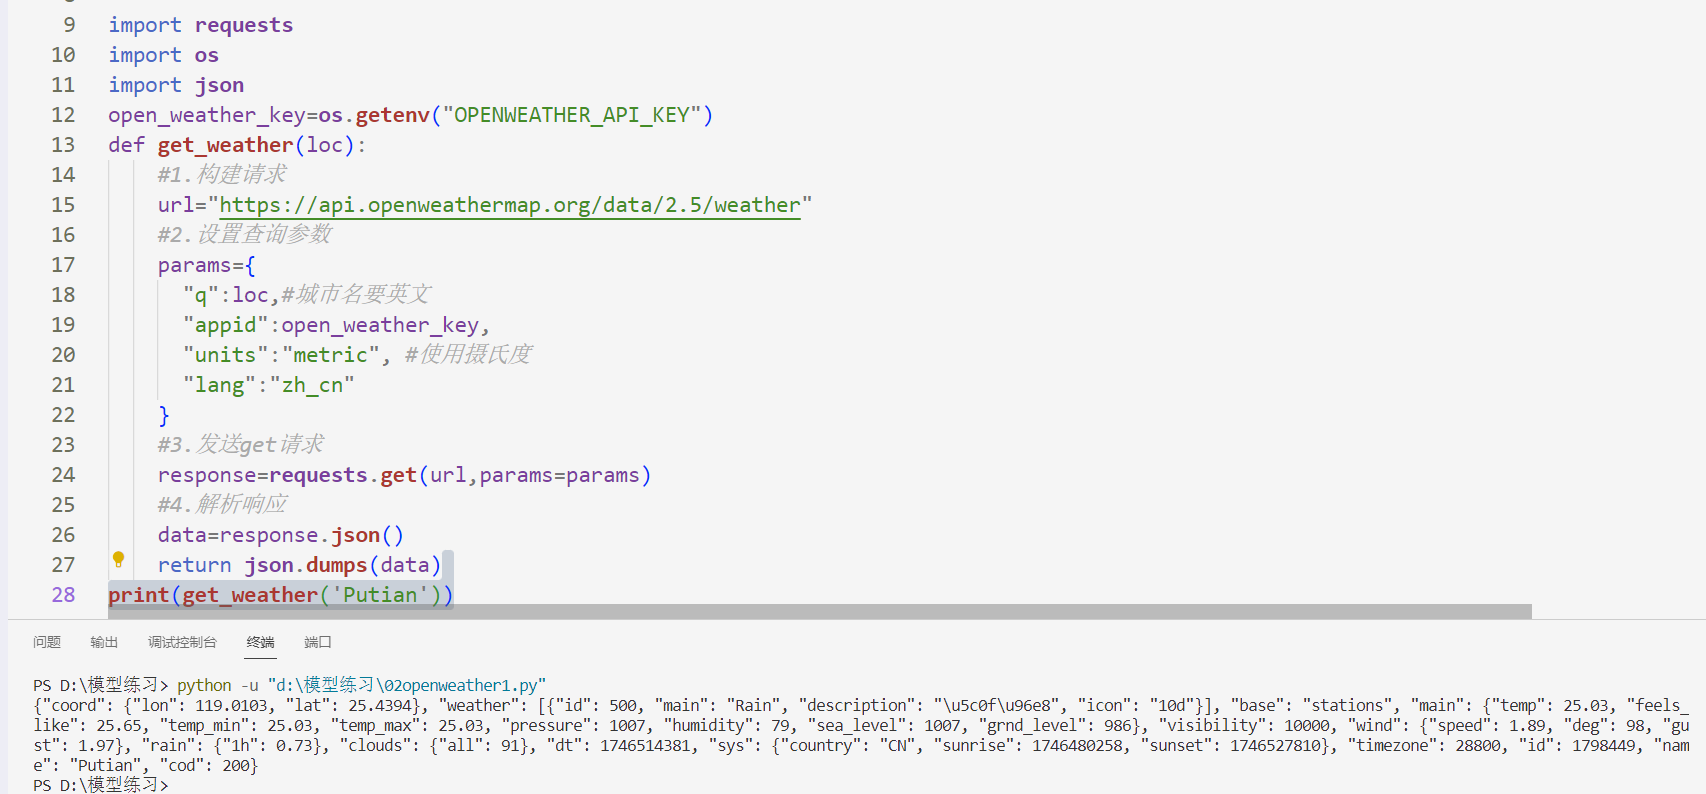 9 import requests
10 import os
11 import json
12 open_weather_key=os.getenv("OPENWEATHER_API_KEY")
13 def get_weather(loc):
14 #1.构建请求
15 url="https://api.openweathermap.org/data/2.5/weather"
16 #2.设置查询参数
17 params={
18 "q":loc,#城市名要英文
19 "appid":open_weather_key,
20 "units":"metric", #使用摄氏度
21 "lang":"zh_cn"
22 }
23 #3.发送get请求
24 response=requests.get(url,params=params)
25 #4.解析响应
26 data=response.json()
27 return json.dumps(data)
28 print(get_weather('Putian'))
问题 输出 调试控制台 终端 端口
PS D:\模型练习> python -u "d:\模型练习\02openweather1.py"
{"coord": {"lon": 119.0103, "lat": 25.4394}, "weather": [{"id": 500, "main": "Rain", "description": "\u5c0f\u96e8", "icon": "10d"}], "base": "stations", "main": {"temp": 25.03, "feels_
like": 25.65, "temp_min": 25.03, "temp_max": 25.03, "pressure": 1007, "humidity": 79, "sea_level": 1007, "grnd_level": 986}, "visibility": 10000, "wind": {"speed": 1.89, "deg": 98, "gu
st": 1.97}, "rain": {"1h": 0.73}, "clouds": {"all": 91}, "dt": 1746514381, "sys": {"country": "CN", "sunrise": 1746480258, "sunset": 1746527810}, "timezone": 28800, "id": 1798449, "nam
e": "Putian", "cod": 200}
PS D:\模型练习>